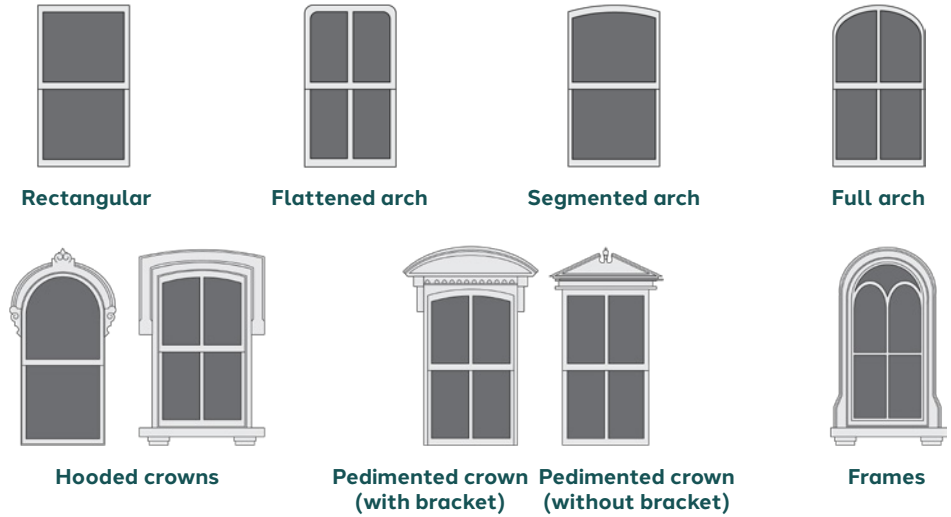 Rectangular
Flattened arch
Segmented arch
Full arch
Hooded crowns
Pedimented crown
(with bracket)
Pedimented crown
(without bracket)
Frames